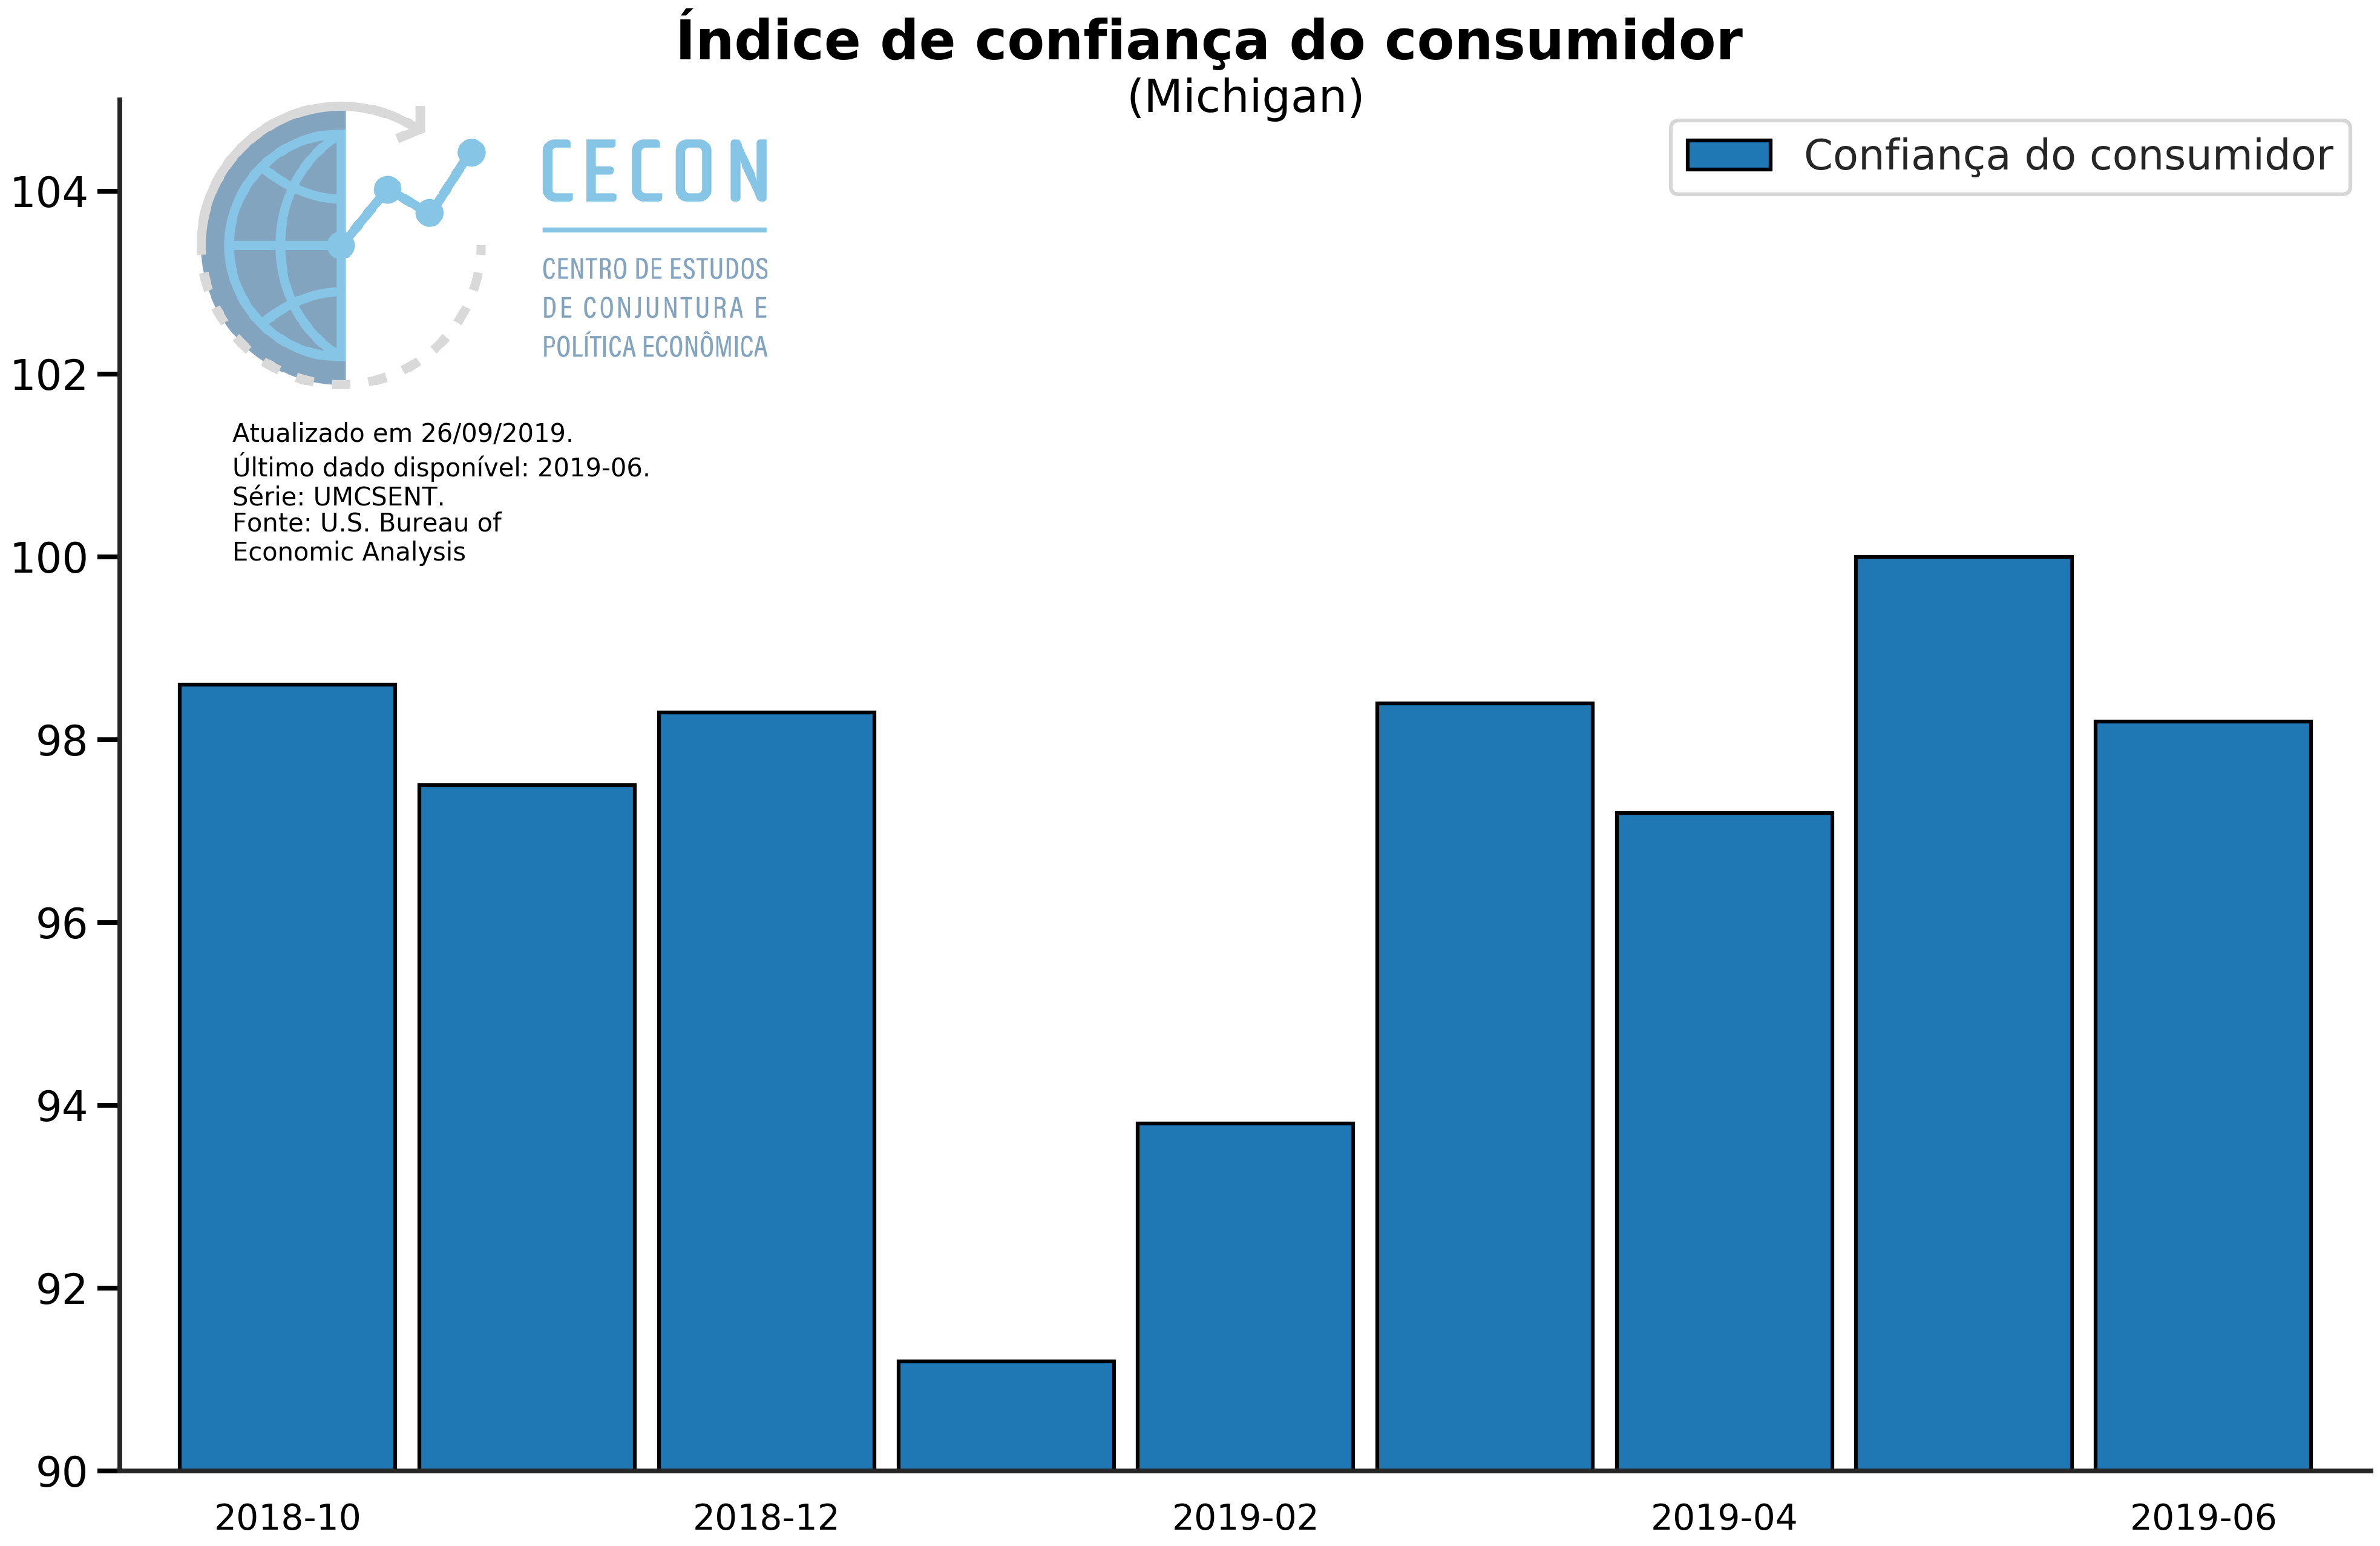 Índice de confiança do consumidor
(Michigan)
Confiança do consumidor
CECON
CENTRO DE ESTUDOS
DE CONJUNTURA E
POLÍTICA ECONÔMICA
Atualizado em 26/09/2019.
Último dado disponível: 2019-06.
Série: UMCSENT.
Fonte: U.S. Bureau of
Economic Analysis
104
102
100
98
96
94
92
90
2018-10 2018-12 2019-02 2019-04 2019-06